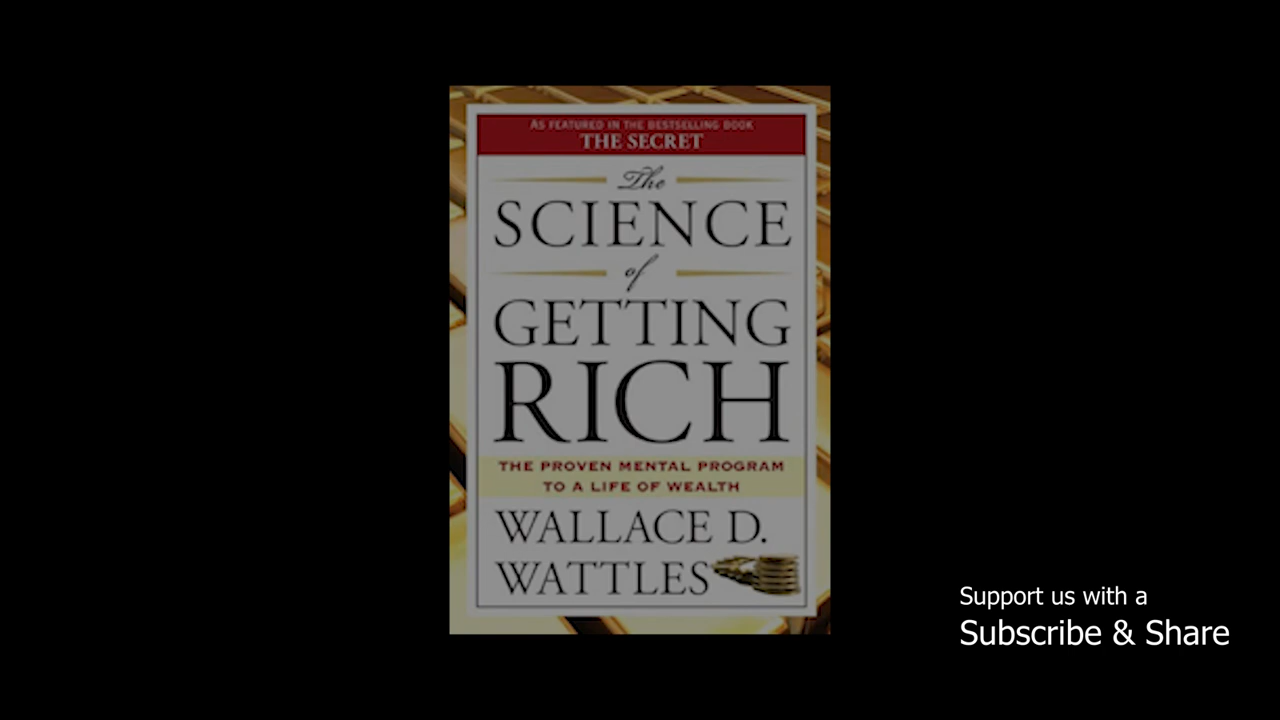 AS FEATURED IN THE BESTSELLING BOOK
THE SECRET
The
SCIENCE
of
GETTING
RICH
THE PROVEN MENTAL PROGRAM
TO A LIFE OF WEALTH
WALLACE D.
WATTLES
Support us with a
Subscribe & Share